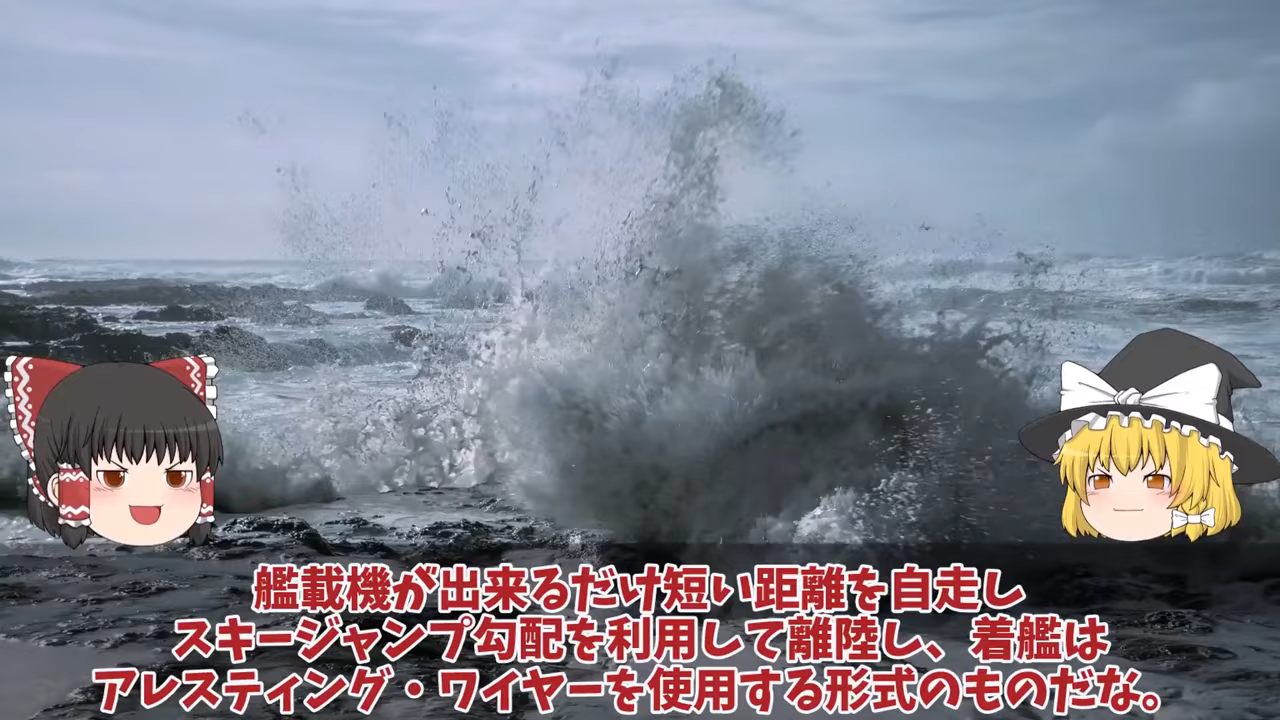 艦載機が出来るだけ短い距離を自走し
スキージャンプ勾配を利用して離陸し、着艦は
アレスティング・ワイヤーを使用する形式のものだな。